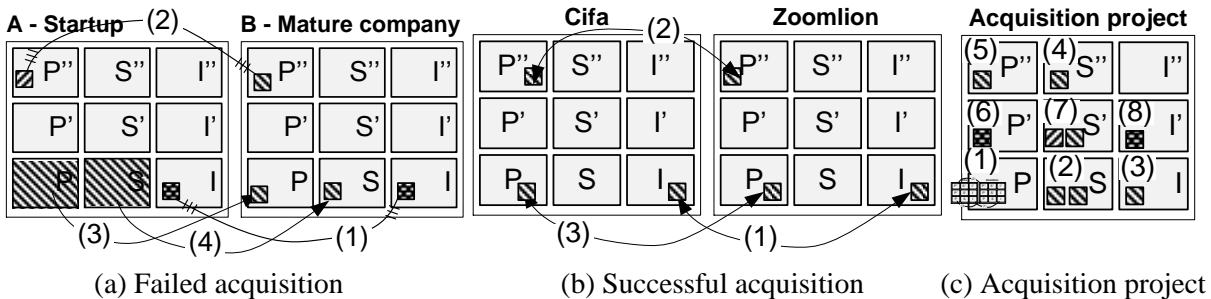 A - Startup
(2)
B - Mature company
P'' S'' I''
P' S' I'
P S I
P'' S'' I''
P' S' I'
P S I
(3)
(4)
(1)
(a) Failed acquisition
Cifa
Zoomlion
(2)
P'' S'' I''
P' S' I'
P S I
P'' S'' I''
P' S' I'
P S I
(3)
(1)
(b) Successful acquisition
Acquisition project
(5) P'' (4) S'' I''
(6) P' (7) S' (8) I'
(1) P (2) S (3) I
(c) Acquisition project